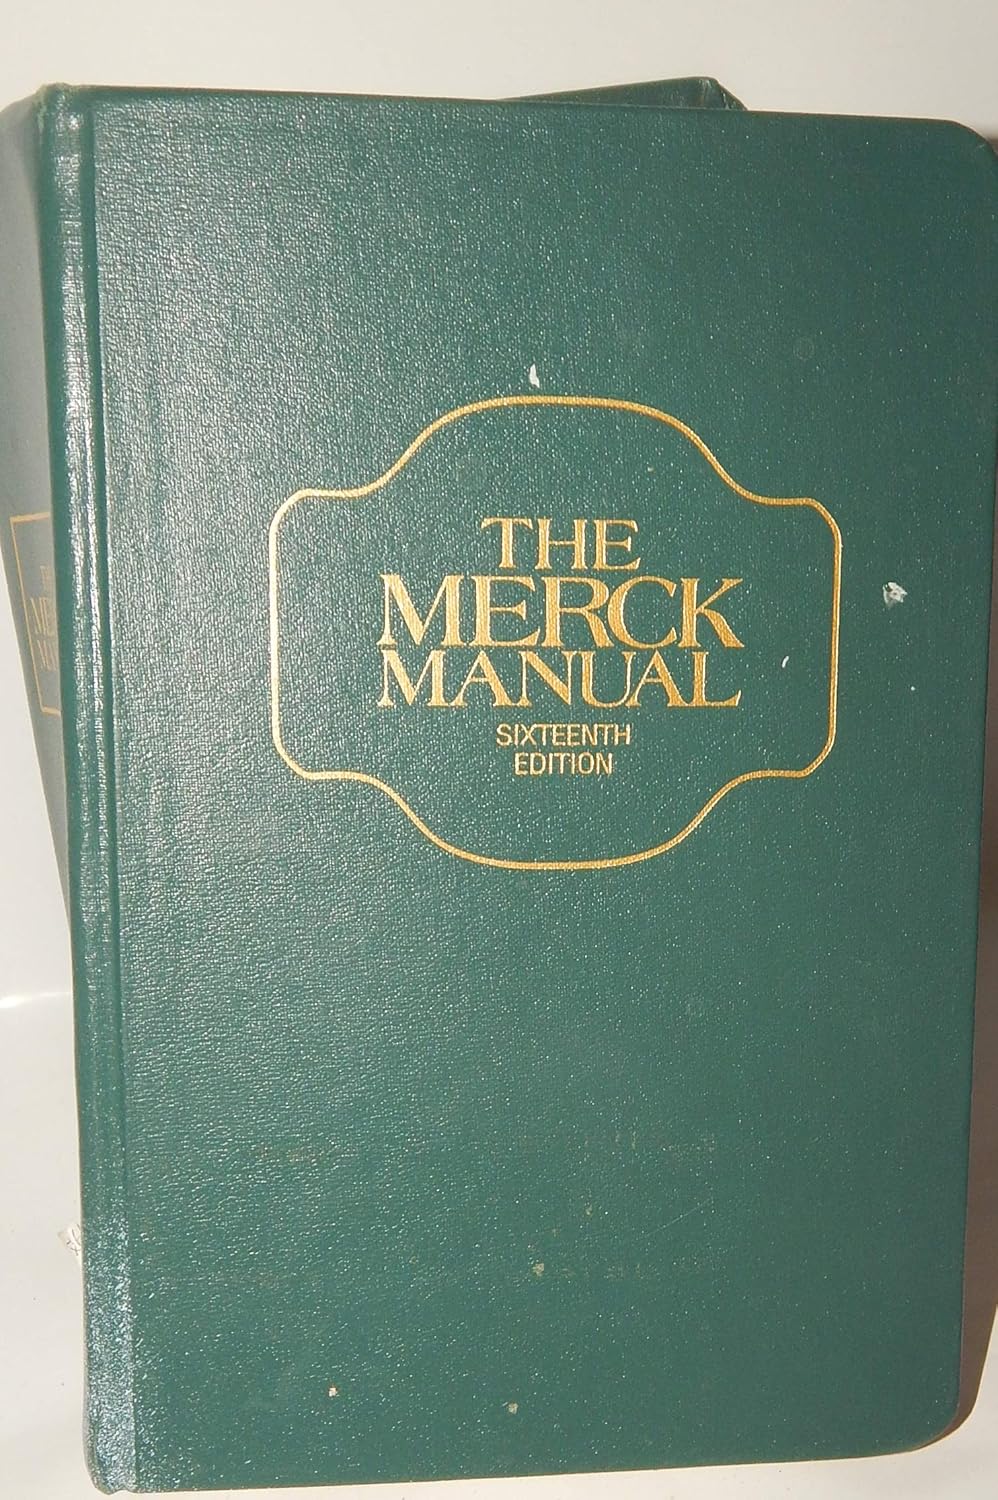 THE
MERCK
MANUAL
SIXTEENTH
EDITION